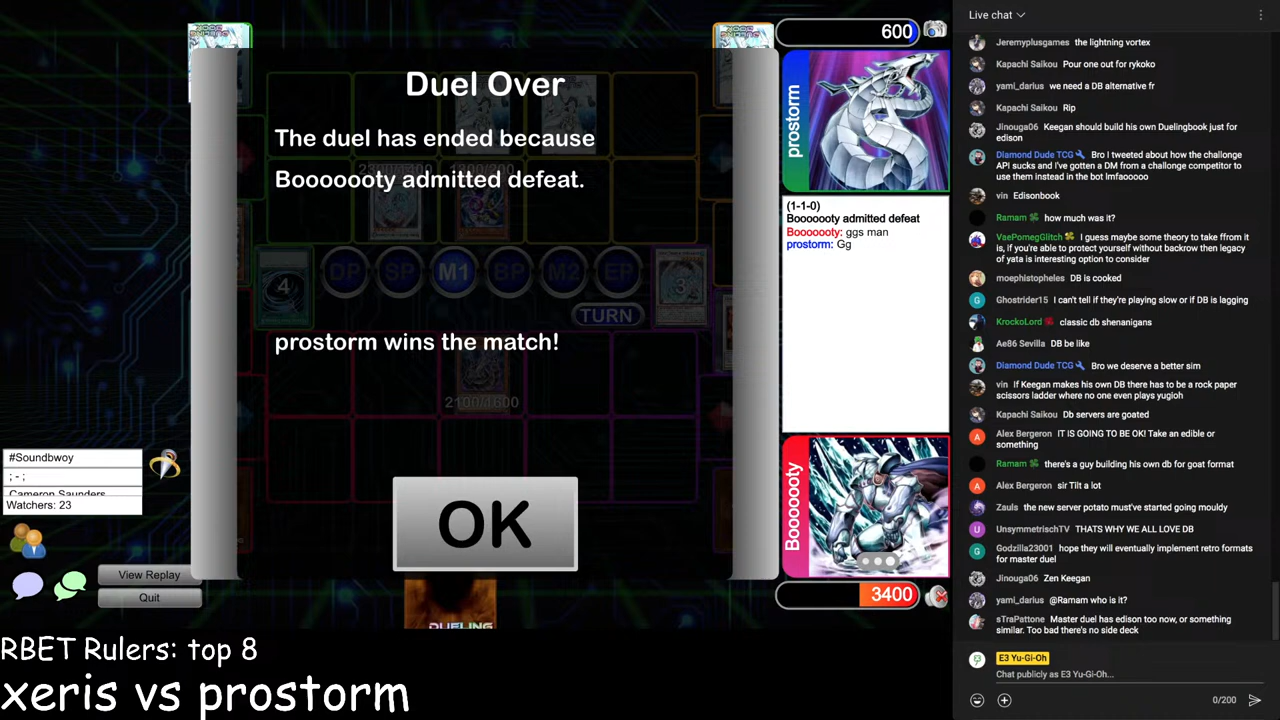 Duel Over
The duel has ended because
Booooooty admitted defeat.
prostorm wins the match!
OK
DP SP M1 BP M2 EP
TURN
4
3
2100/1600
DUELING
600
prostorm
(1-1-0)
Booooooty admitted defeat
Booooooty: ggs man
prostorm: Gg
Booooooty
3400
#Soundbwoy
; - ;
Cameron Saunders
Watchers: 23
View Replay
Quit
RBET Rulers: top 8
xeris vs prostorm
Live chat
Jeremyplusgames the lightning vortex
Kapachi Saikou Pour one out for rykoko
yami_darius we need a DB alternative fr
Kapachi Saikou Rip
Jinouga06 Keegan should build his own Duelingbook just for
edison
Diamond Dude TCG Bro I tweeted about how the challonge
API sucks and I've gotten a DM from a challonge competitor to
use them instead in the bot lmfaooooo
vin Edisonbook
Ramam how much was it?
VaePomegGlitch I guess maybe some theory to take ffrom it
is, if you're able to protect yourself without backrow then legacy
of yata is interesting option to consider
moephistopheles DB is cooked
Ghostrider15 I can't tell if they're playing slow or if DB is lagging
KrockoLord classic db shenanigans
Ae86 Sevilla DB be like
Diamond Dude TCG Bro we deserve a better sim
vin If Keegan makes his own DB there has to be a rock paper
scissors ladder where no one even plays yugioh
Kapachi Saikou Db servers are goated
Alex Bergeron IT IS GOING TO BE OK! Take an edible or
something
Ramam there's a guy building his own db for goat format
Alex Bergeron sir Tilt a lot
Zauls the new server potato must've started going mouldy
UnsymmetrischTV THATS WHY WE ALL LOVE DB
Godzilla23001 hope they will eventually implement retro formats
for master duel
Jinouga06 Zen Keegan
yami_darius @Ramam who is it?
sTraPattone Master duel has edison too now, or something
similar. Too bad there's no side deck
E3 Yu-Gi-Oh
Chat publicly as E3 Yu-Gi-Oh...
0/200